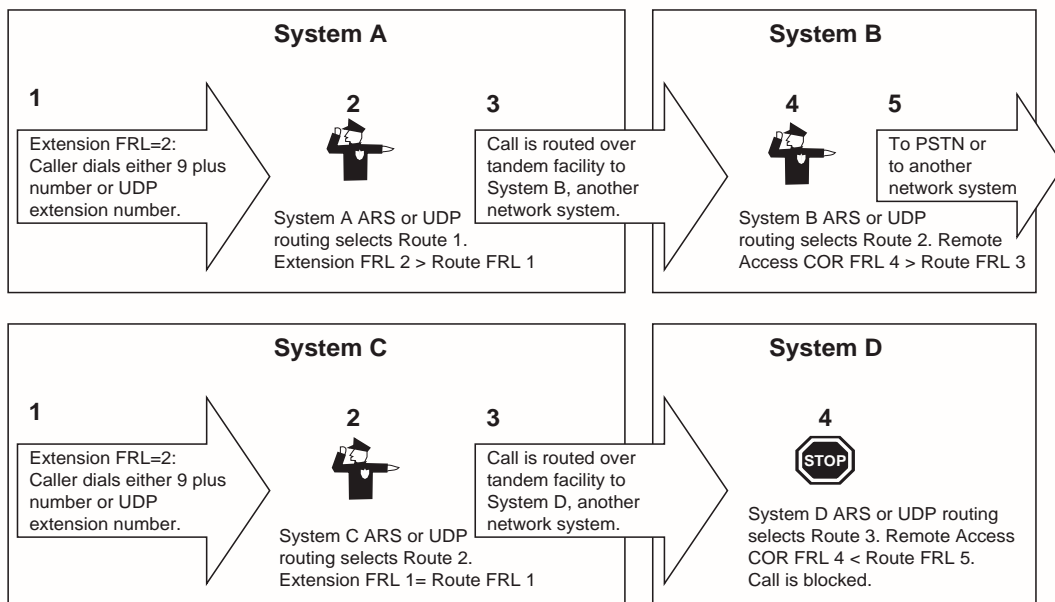 System A
System B
1
Extension FRL=2:
Caller dials either 9 plus
number or UDP
extension number.
2
System A ARS or UDP
routing selects Route 1.
Extension FRL 2 > Route FRL 1
3
Call is routed over
tandem facility to
System B, another
network system.
4
System B ARS or UDP
routing selects Route 2. Remote
Access COR FRL 4 > Route FRL 3
5
To PSTN or
to another
network system
System C
System D
1
Extension FRL=2:
Caller dials either 9 plus
number or UDP
extension number.
2
System C ARS or UDP
routing selects Route 2.
Extension FRL 1= Route FRL 1
3
Call is routed over
tandem facility to
System D, another
network system.
4
STOP
System D ARS or UDP routing
selects Route 3. Remote Access
COR FRL 4 < Route FRL 5.
Call is blocked.